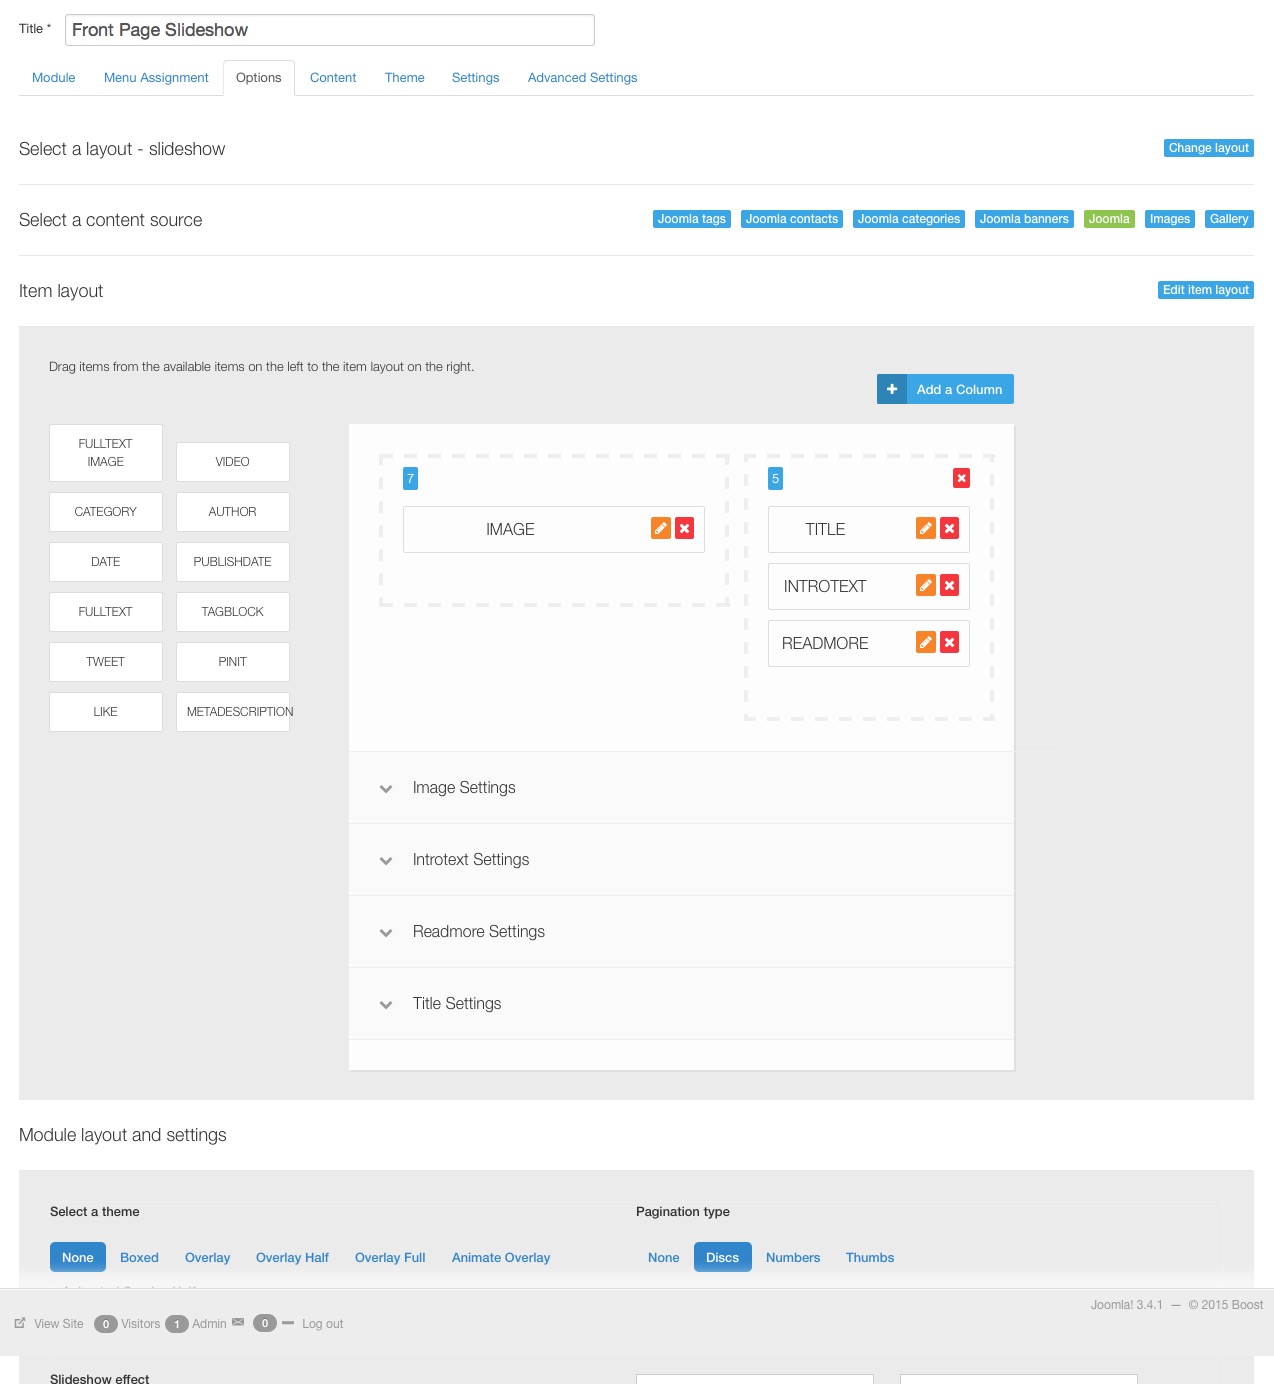 Title *
Front Page Slideshow
Module Menu Assignment Options Content Theme Settings Advanced Settings
Select a layout - slideshow
Change layout
Select a content source
Joomla tags Joomla contacts Joomla categories Joomla banners Joomla Images Gallery
Item layout
Edit item layout
Drag items from the available items on the left to the item layout on the right.
Add a Column
FULLTEXT
IMAGE
VIDEO
CATEGORY
AUTHOR
DATE
PUBLISHDATE
FULLTEXT
TAGBLOCK
TWEET
PINIT
LIKE
METADESCRIPTION
7
IMAGE
5
TITLE
INTROTEXT
READMORE
Image Settings
Introtext Settings
Readmore Settings
Title Settings
Module layout and settings
Select a theme
None Boxed Overlay Overlay Half Overlay Full Animate Overlay
Pagination type
None Discs Numbers Thumbs
Joomla! 3.4.1 — © 2015 Boost
View Site 0 Visitors 1 Admin 0 Log out
Slideshow effect